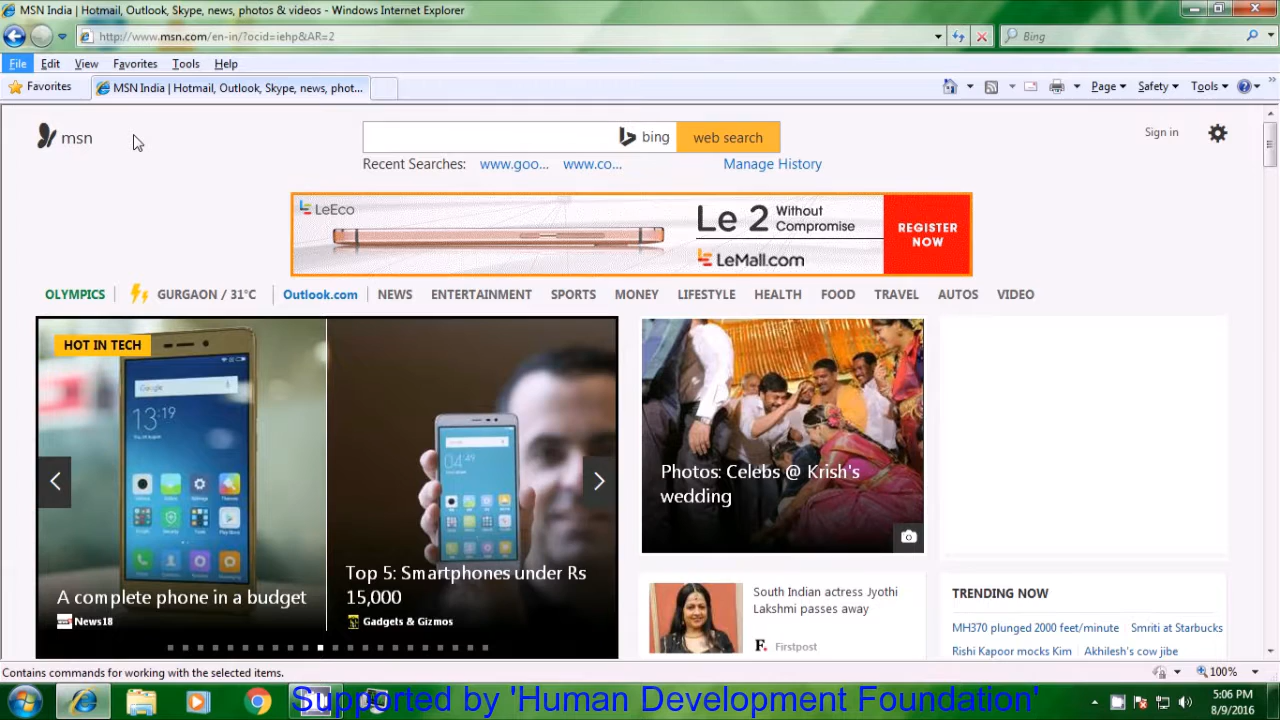 MSN India | Hotmail, Outlook, Skype, news, photos & videos - Windows Internet Explorer
http://www.msn.com/en-in/?ocid=iehp&AR=2
Bing
File Edit View Favorites Tools Help
Favorites
MSN India | Hotmail, Outlook, Skype, news, phot...
Page Safety Tools
msn
bing
web search
Sign in
Recent Searches: www.goo... www.co... Manage History
LeEco
Le 2 Without Compromise
LeMall.com
REGISTER NOW
OLYMPICS GURGAON / 31°C Outlook.com NEWS ENTERTAINMENT SPORTS MONEY LIFESTYLE HEALTH FOOD TRAVEL AUTOS VIDEO
HOT IN TECH
Google
13:19
04:49
A complete phone in a budget
News18
Top 5: Smartphones under Rs
15,000
Gadgets & Gizmos
Photos: Celebs @ Krish's
wedding
South Indian actress Jyothi
Lakshmi passes away
F. Firstpost
TRENDING NOW
MH370 plunged 2000 feet/minute Smriti at Starbucks
Rishi Kapoor mocks Kim Akhilesh's cow jibe
Contains commands for working with the selected items.
100%
Supported by 'Human Development Foundation'
5:06 PM
8/9/2016